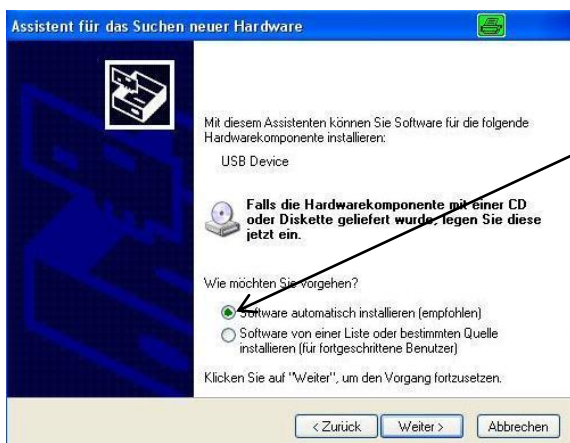 Assistent für das Suchen neuer Hardware
Mit diesem Assistenten können Sie Software für die folgende
Hardwarekomponente installieren:
USB Device
Falls die Hardwarekomponente mit einer CD
oder Diskette geliefert wurde, legen Sie diese
jetzt ein.
Wie möchten Sie vorgehen?
Software automatisch installieren (empfohlen)
Software von einer Liste oder bestimmten Quelle
installieren (für fortgeschrittene Benutzer)
Klicken Sie auf "Weiter", um den Vorgang fortzusetzen.
< Zurück Weiter > Abbrechen